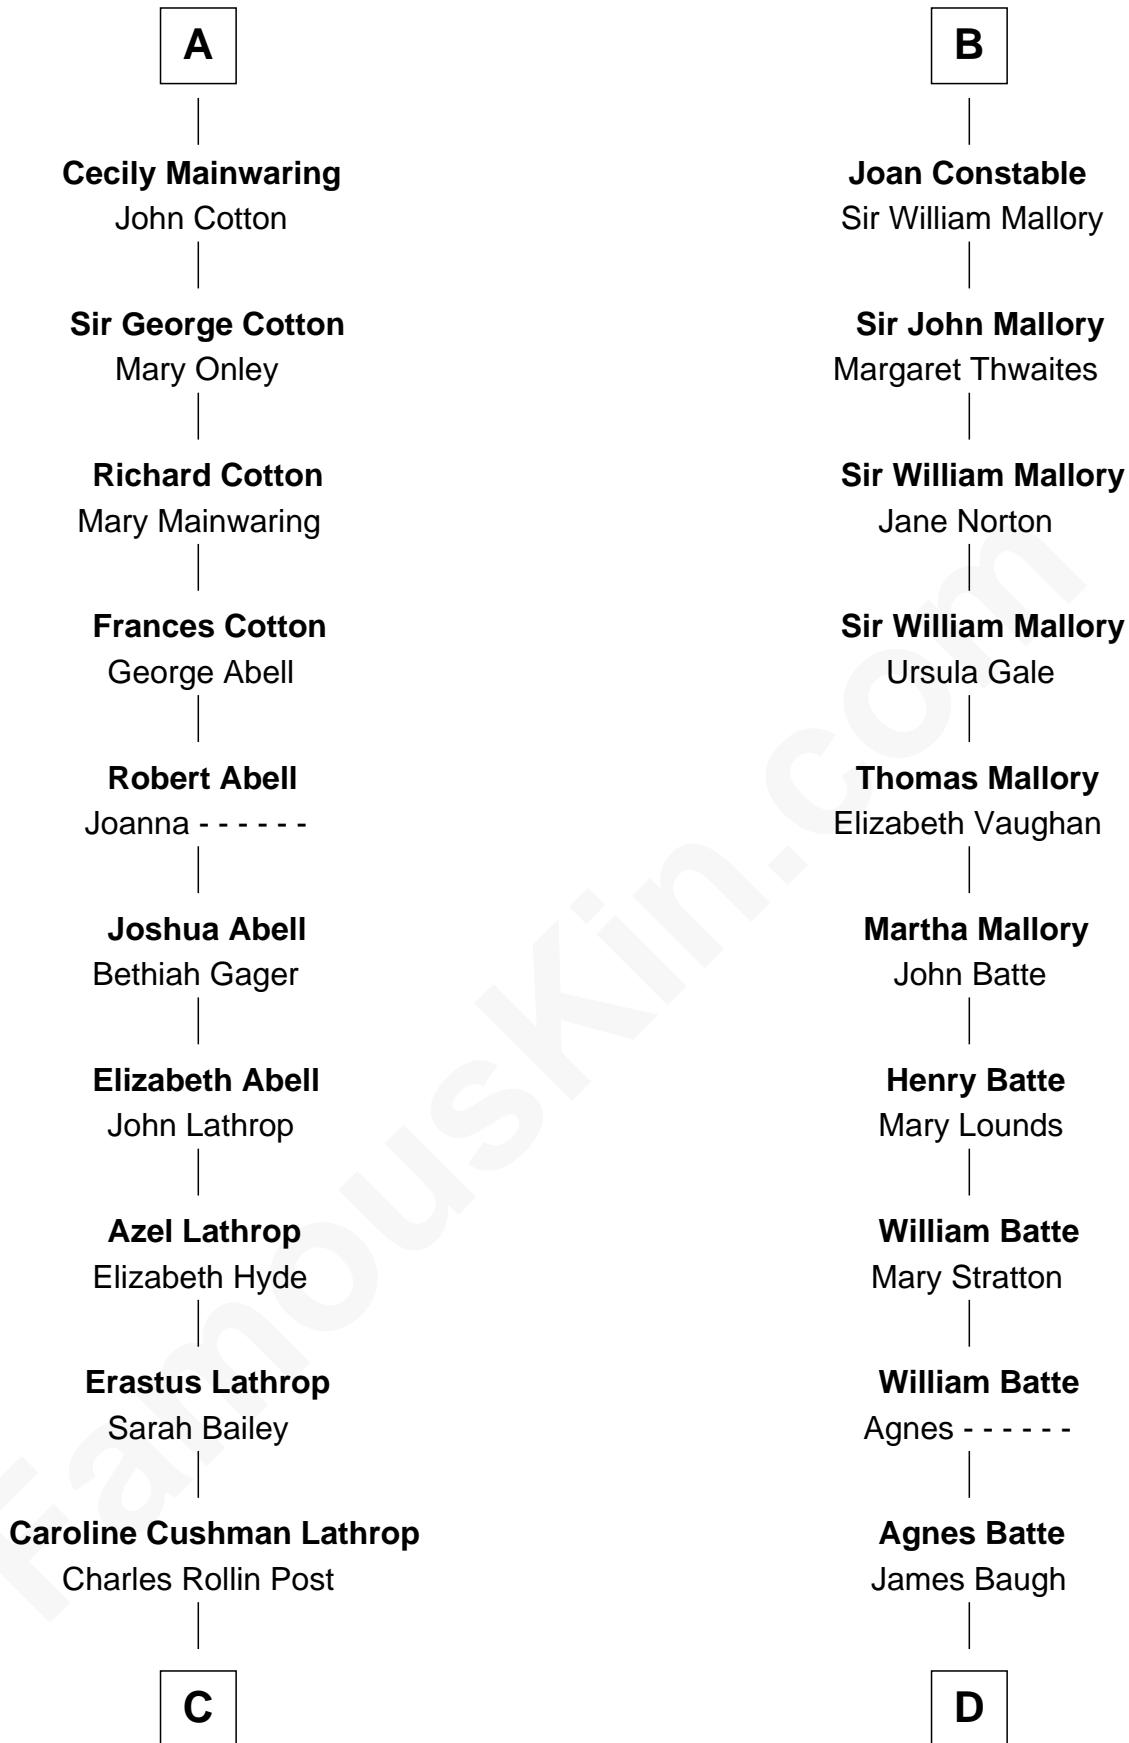 A
Cecily Mainwaring
John Cotton
Sir George Cotton
Mary Onley
Richard Cotton
Mary Mainwaring
Frances Cotton
George Abell
Robert Abell
Joanna - - - - - -
Joshua Abell
Bethiah Gager
Elizabeth Abell
John Lathrop
Azel Lathrop
Elizabeth Hyde
Erastus Lathrop
Sarah Bailey
Caroline Cushman Lathrop
Charles Rollin Post
C
B
Joan Constable
Sir William Mallory
Sir John Mallory
Margaret Thwaites
Sir William Mallory
Jane Norton
Sir William Mallory
Ursula Gale
Thomas Mallory
Elizabeth Vaughan
Martha Mallory
John Batte
Henry Batte
Mary Lounds
William Batte
Mary Stratton
William Batte
Agnes - - - - - -
Agnes Batte
James Baugh
D
FamousKin.com